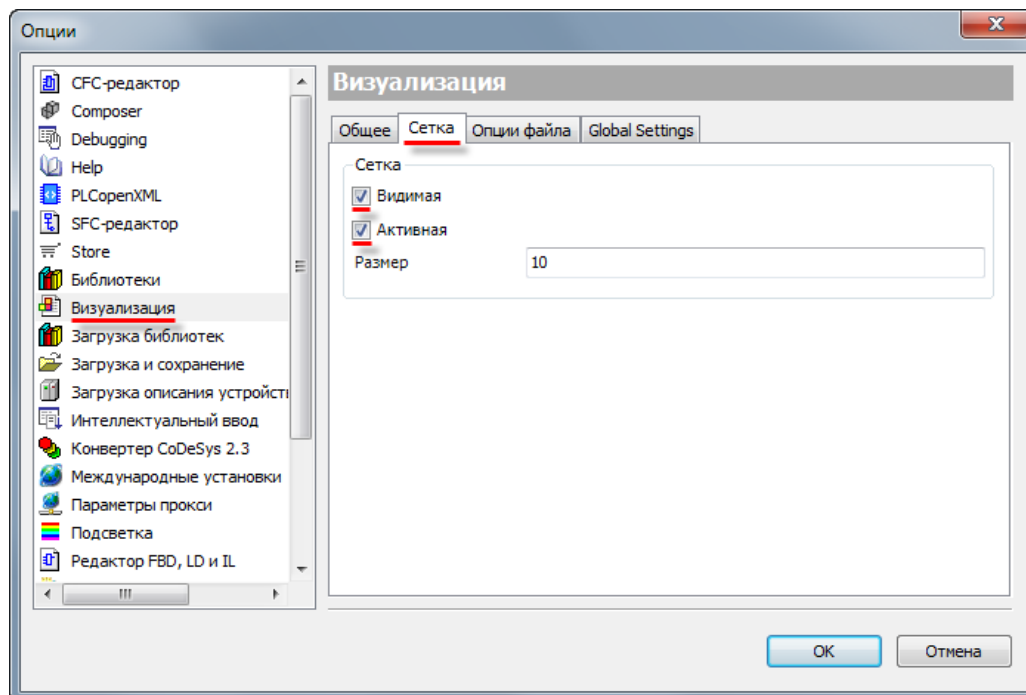 Опции
CFC-редактор
Composer
Debugging
Help
PLCopenXML
SFC-редактор
Store
Библиотеки
Визуализация
Загрузка библиотек
Загрузка и сохранение
Загрузка описания устройств
Интеллектуальный ввод
Конвертер CoDeSys 2.3
Международные установки
Параметры прокси
Подсветка
Редактор FBD, LD и IL
Визуализация
Общее Сетка Опции файла Global Settings
Сетка
Видимая
Активная
Размер 10
OK Отмена